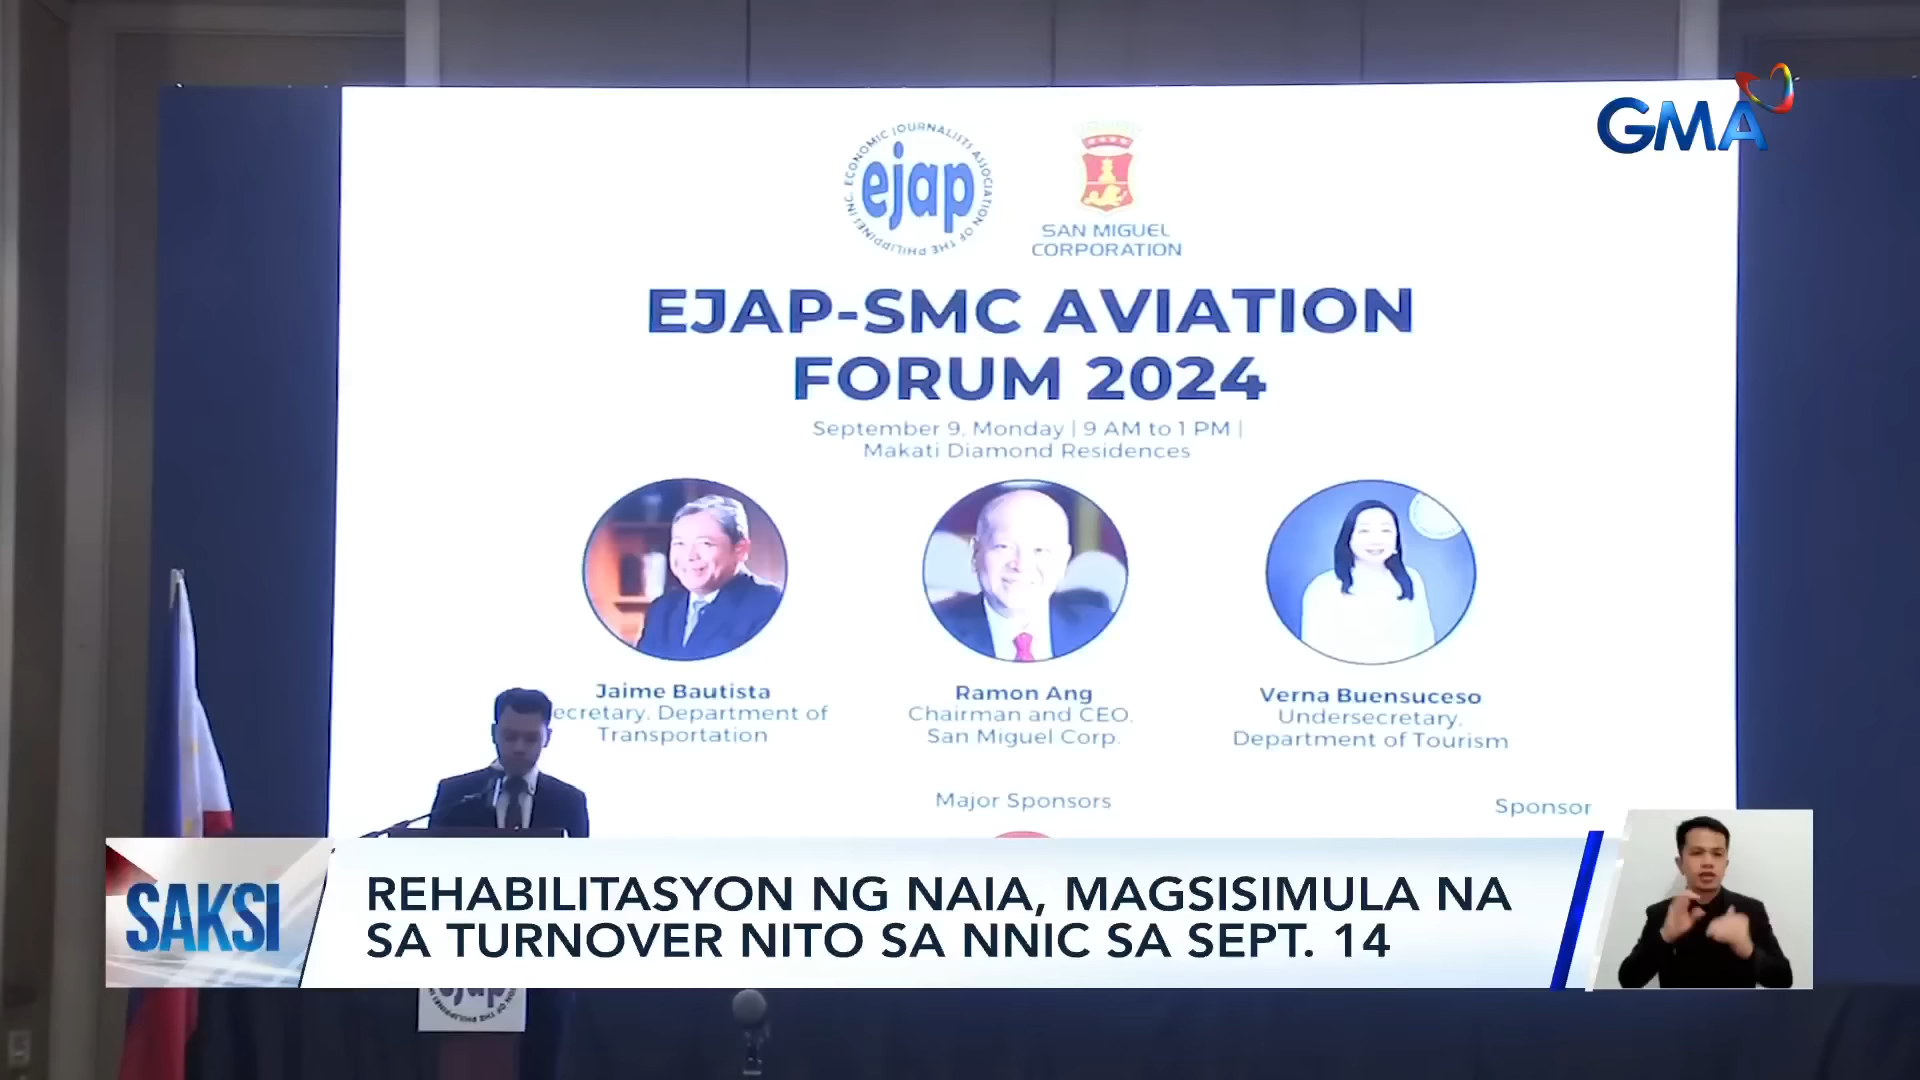 GMA
ECONOMIC JOURNALISTS ASSOCIATION OF THE PHILIPPINES INC.
ejap
SAN MIGUEL
CORPORATION
EJAP-SMC AVIATION
FORUM 2024
September 9, Monday | 9 AM to 1 PM |
Makati Diamond Residences
Jaime Bautista
ecretary, Department of
Transportation
Ramon Ang
Chairman and CEO,
San Miguel Corp.
Verna Buensuceso
Undersecretary,
Department of Tourism
Major Sponsors
Sponsor
SAKSI
REHABILITASYON NG NAIA, MAGSISIMULA NA
SA TURNOVER NITO SA NNIC SA SEPT. 14
ejap